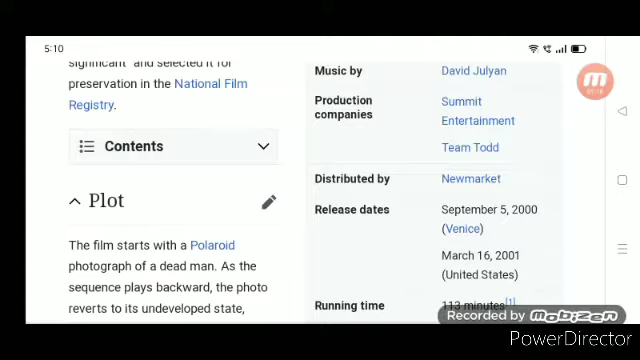 5:10
significant" and selected it for
preservation in the National Film
Registry.
Contents
Plot
The film starts with a Polaroid
photograph of a dead man. As the
sequence plays backward, the photo
reverts to its undeveloped state,
Music by David Julyan
Production companies Summit Entertainment
Team Todd
Distributed by Newmarket
Release dates September 5, 2000
(Venice)
March 16, 2001
(United States)
Running time 113 minutes[1]
Recorded by Mobizen
PowerDirector